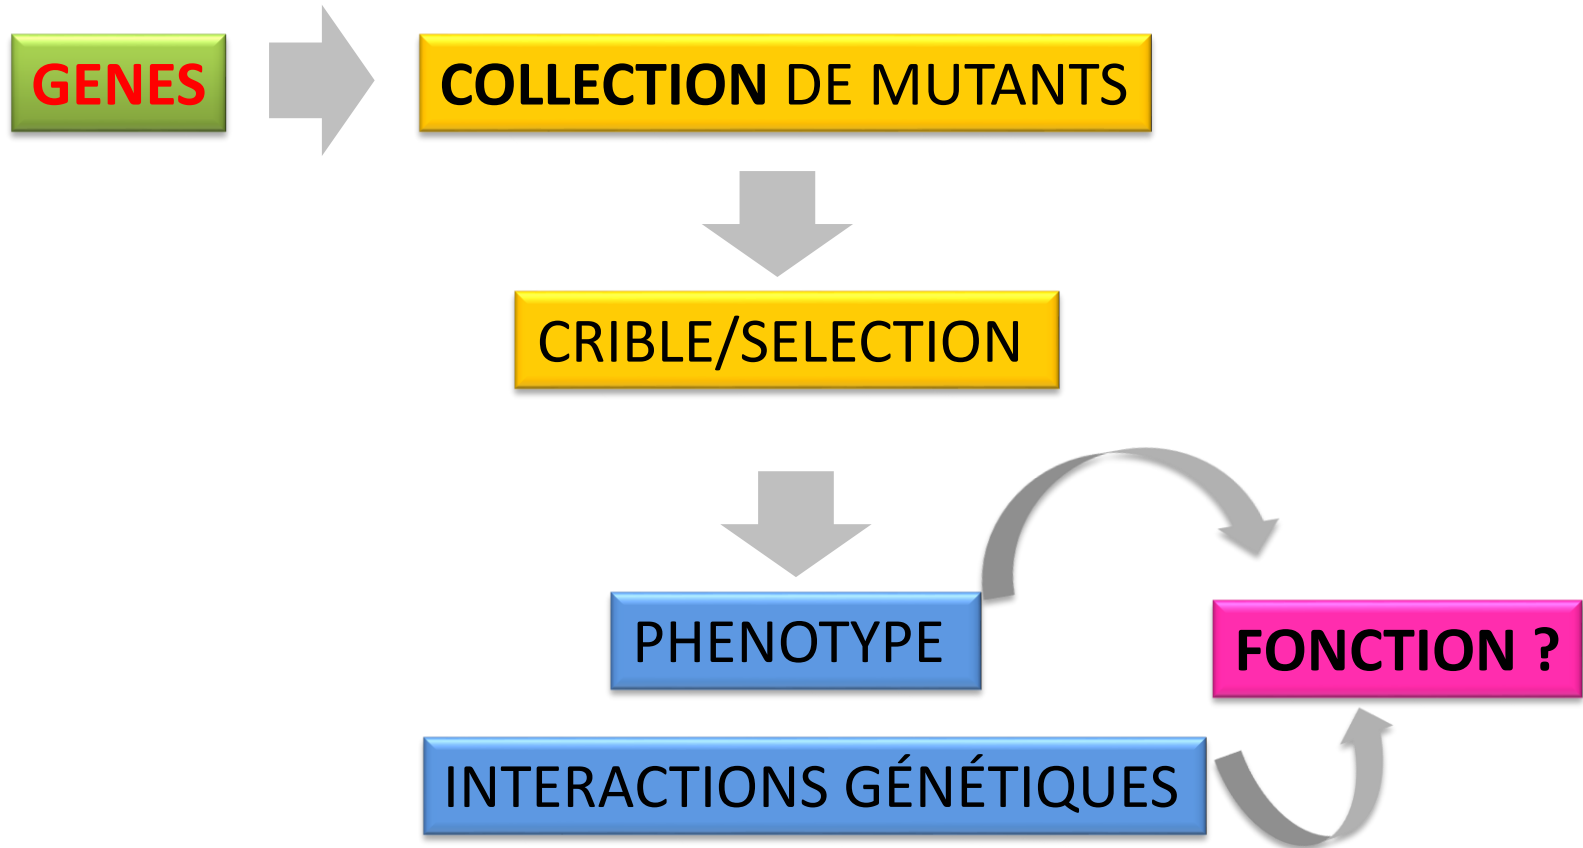 GENES
COLLECTION DE MUTANTS
CRIBLE/SELECTION
PHENOTYPE
FONCTION ?
INTERACTIONS GÉNÉTIQUES